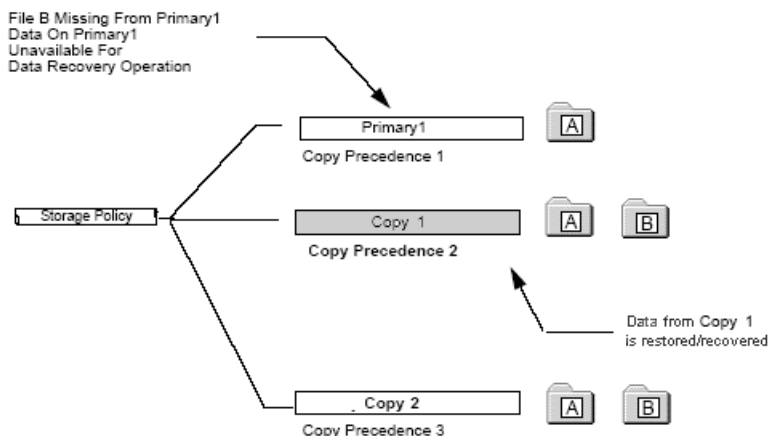 File B Missing From Primary1
Data On Primary1
Unavailable For
Data Recovery Operation
Primary1
A
Copy Precedence 1
Storage Policy
Copy 1
A
B
Copy Precedence 2
Data from Copy 1
is restored/recovered
Copy 2
A
B
Copy Precedence 3